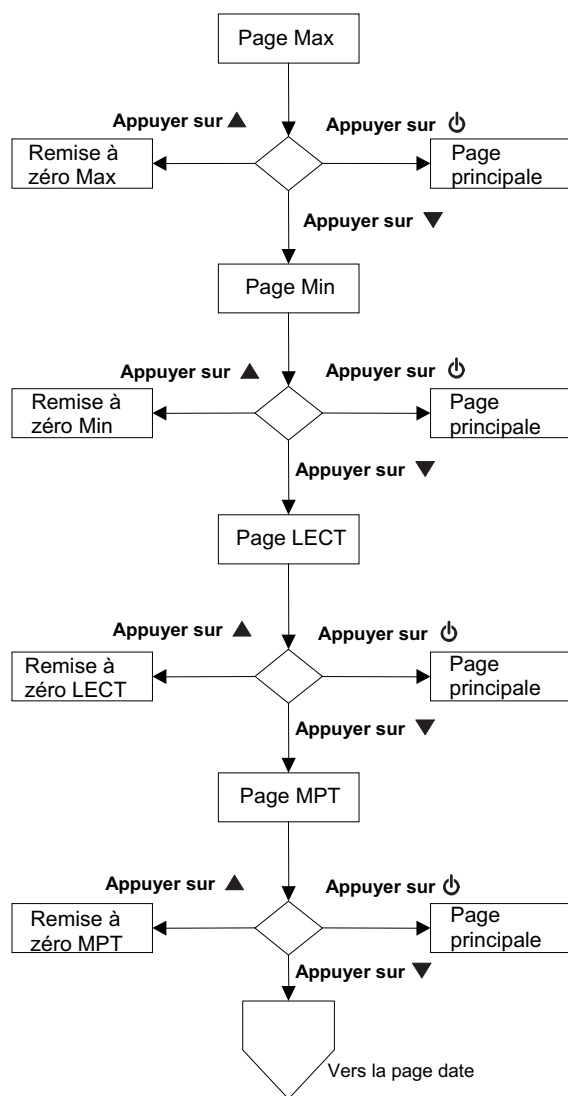 Page Max
Appuyer sur ▲
Appuyer sur ⏻
Remise à
zéro Max
Page
principale
Appuyer sur ▼
Page Min
Appuyer sur ▲
Appuyer sur ⏻
Remise à
zéro Min
Page
principale
Appuyer sur ▼
Page LECT
Appuyer sur ▲
Appuyer sur ⏻
Remise à
zéro LECT
Page
principale
Appuyer sur ▼
Page MPT
Appuyer sur ▲
Appuyer sur ⏻
Remise à
zéro MPT
Page
principale
Appuyer sur ▼
Vers la page date